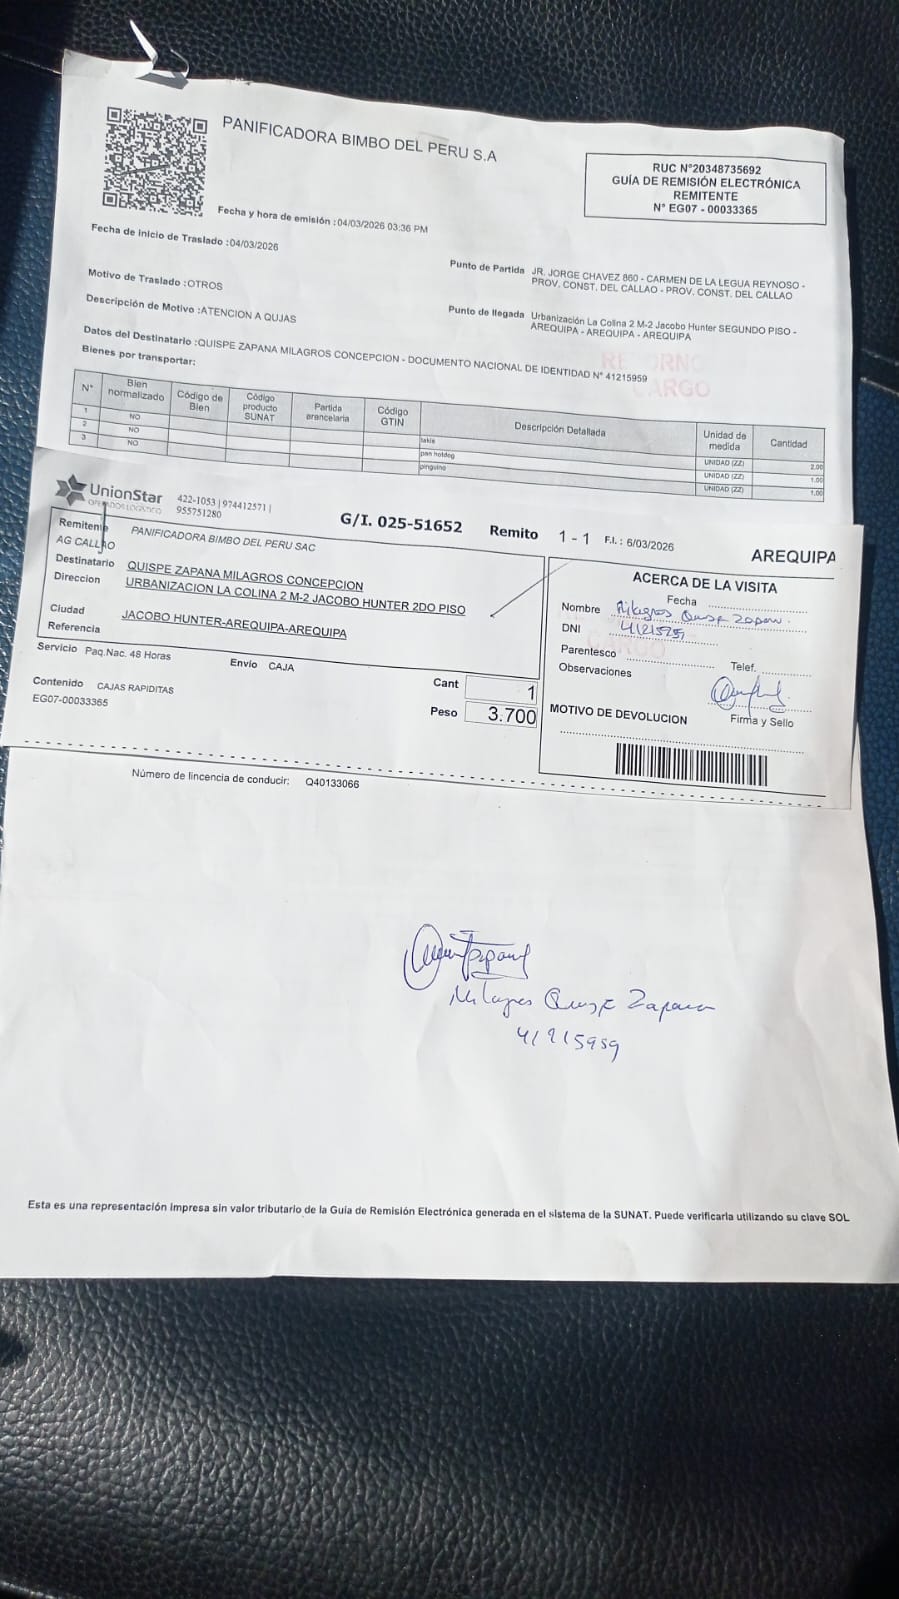 PANIFICADORA BIMBO DEL PERU S.A
RUC N°20348735692
GUÍA DE REMISIÓN ELECTRÓNICA
REMITENTE
N° EG07 - 00033365
Fecha y hora de emisión :04/03/2026 03:36 PM
Fecha de inicio de Traslado :04/03/2026
Punto de Partida JR. JORGE CHAVEZ 860 - CARMEN DE LA LEGUA REYNOSO -
PROV. CONST. DEL CALLAO - PROV. CONST. DEL CALLAO
Motivo de Traslado :OTROS
Punto de llegada Urbanización La Colina 2 M-2 Jacobo Hunter SEGUNDO PISO -
AREQUIPA - AREQUIPA - AREQUIPA
Descripción de Motivo :ATENCION A QUJAS
Datos del Destinatario :QUISPE ZAPANA MILAGROS CONCEPCION - DOCUMENTO NACIONAL DE IDENTIDAD N° 41215959
RETORNO
CARGO
Bienes por transportar:
N° Bien normalizado Código de Bien Código producto SUNAT Partida arancelaria Código GTIN Descripción Detallada Unidad de medida Cantidad
1 NO takis UNIDAD (ZZ) 2.00
2 NO pan hotdog UNIDAD (ZZ) 1.00
3 NO pinguino UNIDAD (ZZ) 1.00
UnionStar 422-1053 | 974412571 |
OPERADOR LOGÍSTICO 955751280
G/I. 025-51652 Remito 1 - 1 F.I. : 6/03/2026 AREQUIPA
Remitente PANIFICADORA BIMBO DEL PERU SAC
AG CALLAO
Destinatario QUISPE ZAPANA MILAGROS CONCEPCION
Direccion URBANIZACION LA COLINA 2 M-2 JACOBO HUNTER 2DO PISO
Ciudad JACOBO HUNTER-AREQUIPA-AREQUIPA
Referencia
Servicio Paq.Nac. 48 Horas Envío CAJA
Contenido CAJAS RAPIDITAS
EG07-00033365
Cant 1
Peso 3.700
ACERCA DE LA VISITA
Fecha
Nombre Milagros Quispe Zapana.
DNI 41215959
CARGO
Parentesco Telef.
Observaciones
MOTIVO DE DEVOLUCION Firma y Sello
Número de lincencia de conducir: Q40133066
Milagros Quispe Zapana
41215959
Esta es una representación impresa sin valor tributario de la Guía de Remisión Electrónica generada en el sistema de la SUNAT. Puede verificarla utilizando su clave SOL